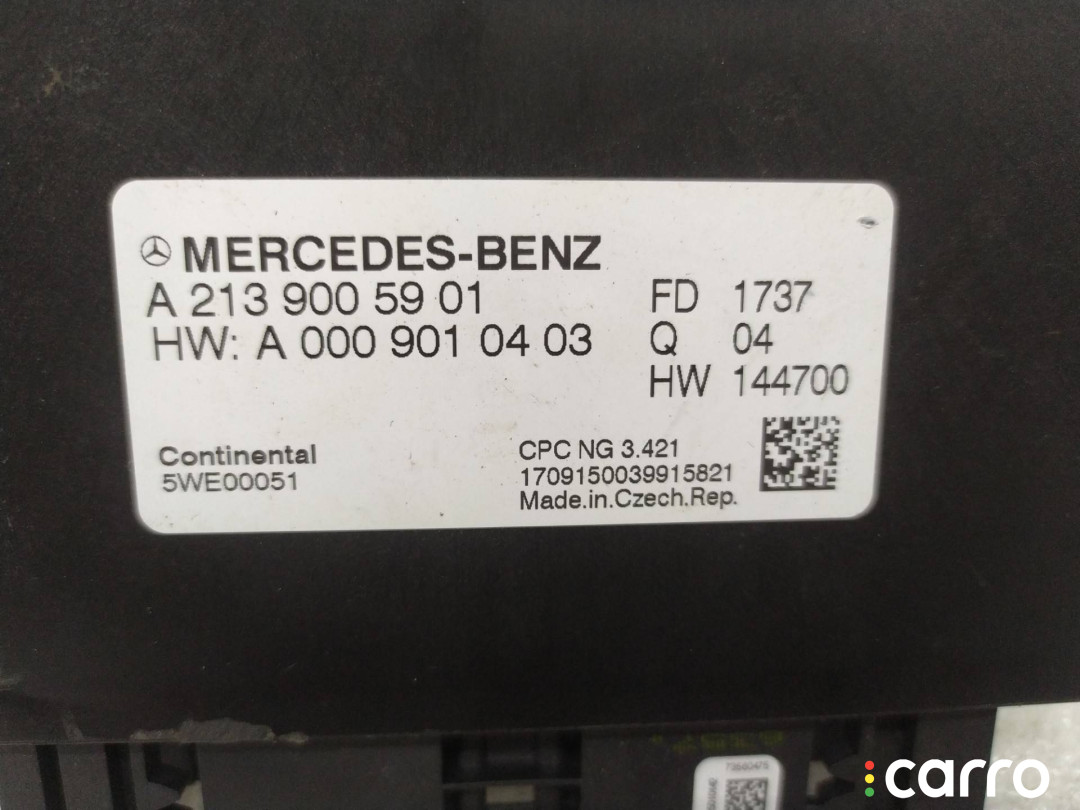 MERCEDES-BENZ
A 213 900 59 01
HW: A 000 901 04 03
FD 1737
Q 04
HW 144700
Continental
5WE00051
CPC NG 3.421
1709150039915821
Made.in.Czech.Rep.
carro